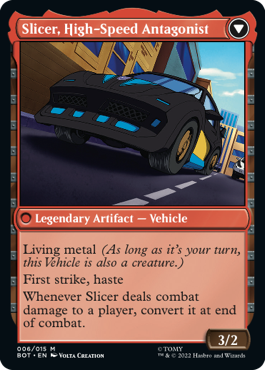 Slicer, High-Speed Antagonist
Legendary Artifact — Vehicle
Living metal (As long as it's your turn,
this Vehicle is also a creature.)
First strike, haste
Whenever Slicer deals combat
damage to a player, convert it at end
of combat.
3/2
006/015 M
BOT • EN Volta Creation
©TOMY
™ & © 2022 Hasbro and Wizards